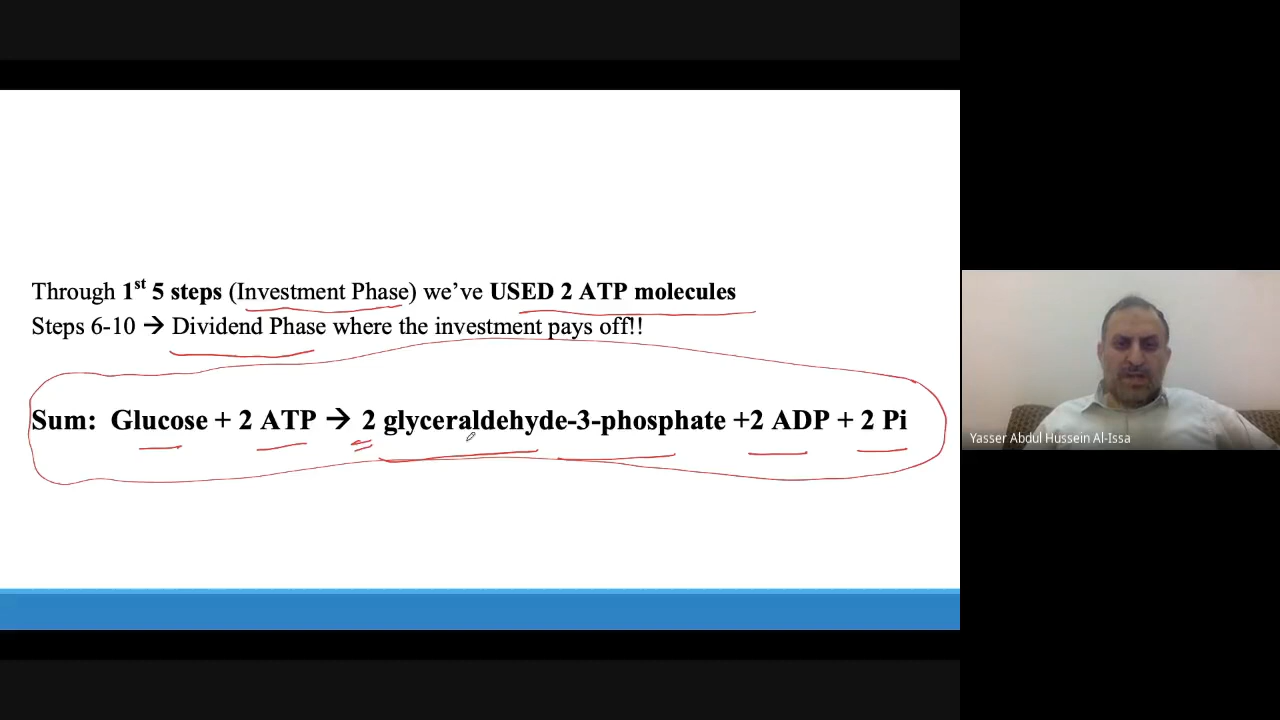 Through 1st 5 steps (Investment Phase) we’ve USED 2 ATP molecules
Steps 6-10 → Dividend Phase where the investment pays off!!
Sum: Glucose + 2 ATP → 2 glyceraldehyde-3-phosphate +2 ADP + 2 Pi
Yasser Abdul Hussein Al-Issa